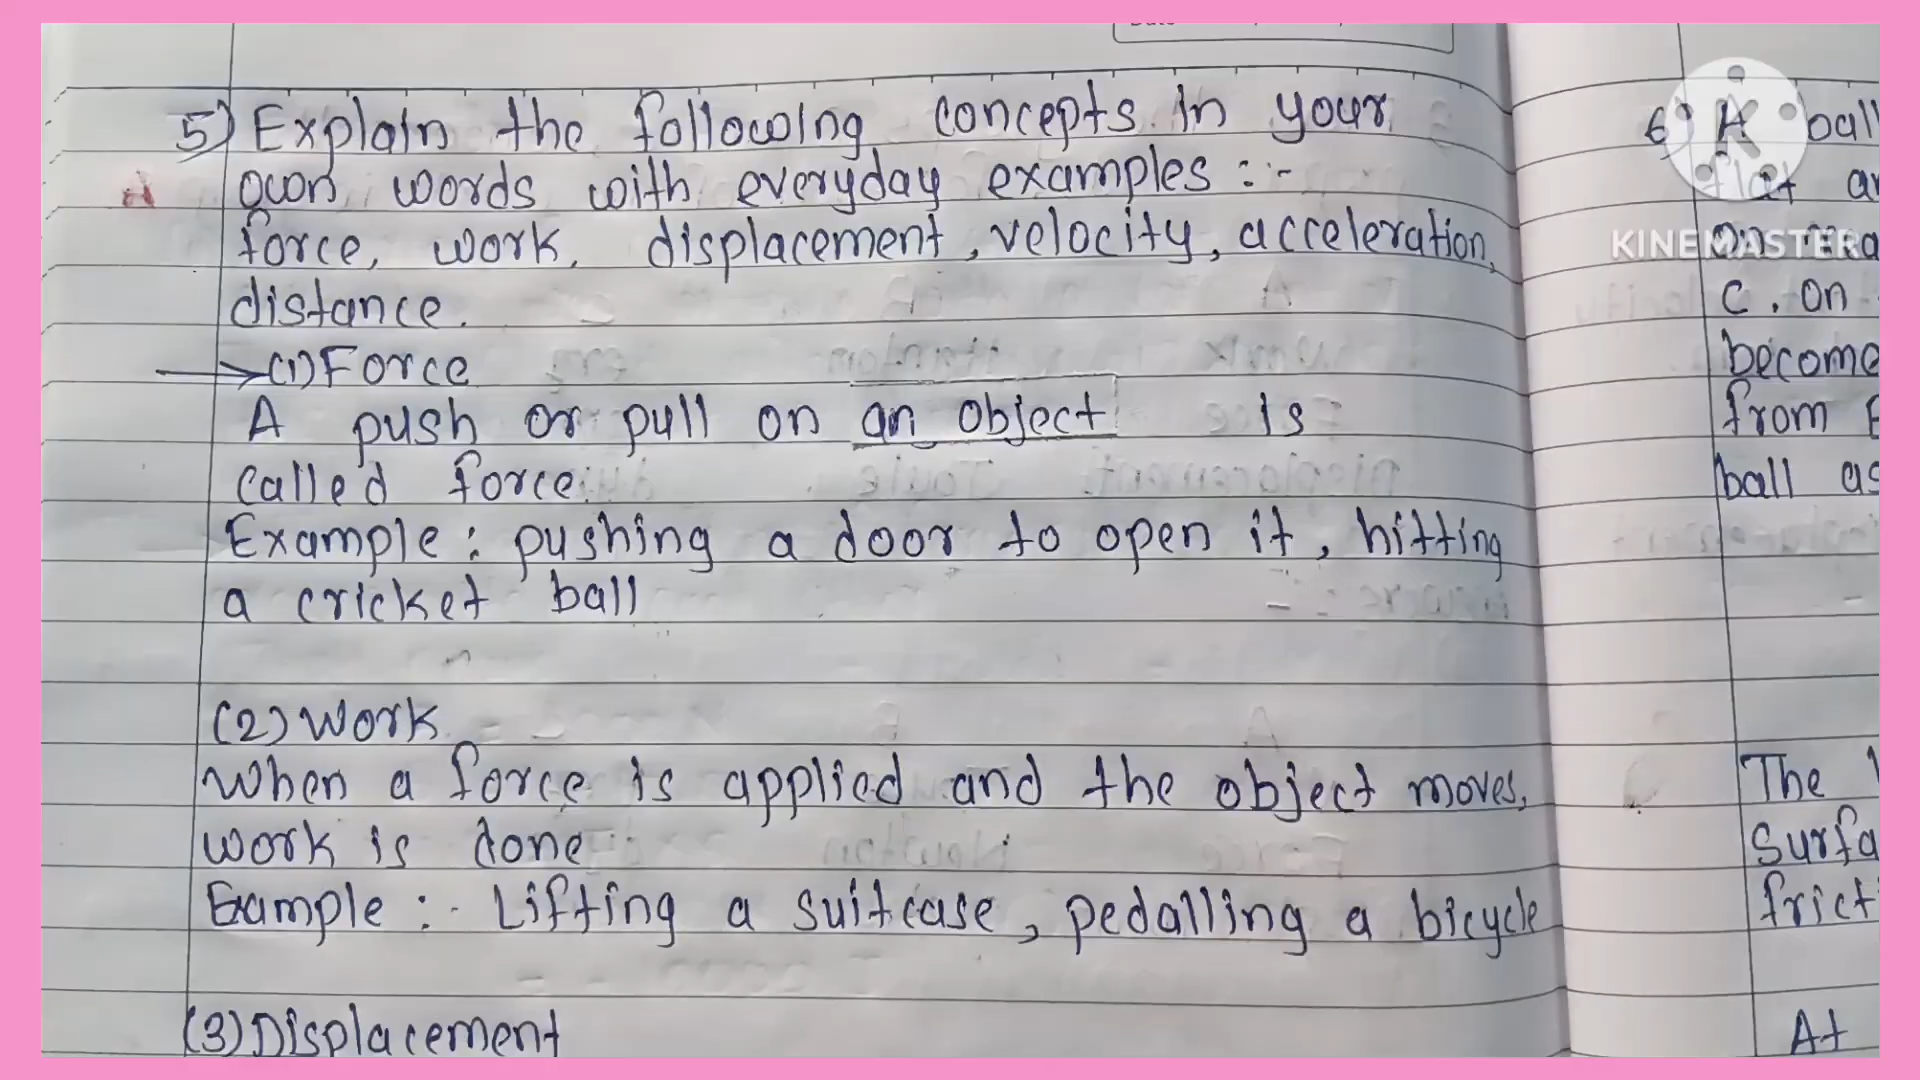 5) Explain the following concepts in your
own words with everyday examples :-
force, work, displacement, velocity, acceleration,
distance.
→(1) Force
A push or pull on an object is
called force.
Example : pushing a door to open it, hitting
a cricket ball
(2) Work
When a force is applied and the object moves,
work is done
Example :- Lifting a suitcase, pedalling a bicycle
(3) Displacement
6) A ball
flat
on
c. on
become
from
ball as
The
Surfa
frict
At
KINEMASTER